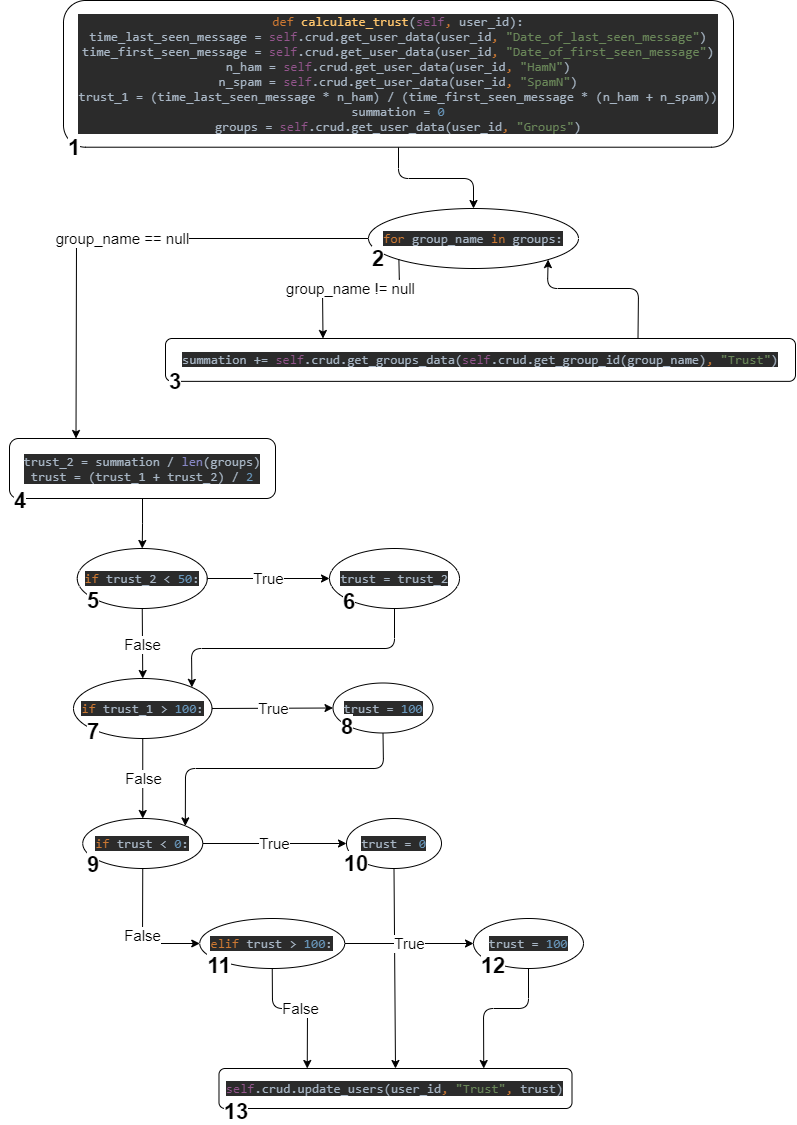 def calculate_trust(self, user_id):
time_last_seen_message = self.crud.get_user_data(user_id, "Date_of_last_seen_message")
time_first_seen_message = self.crud.get_user_data(user_id, "Date_of_first_seen_message")
n_ham = self.crud.get_user_data(user_id, "HamN")
n_spam = self.crud.get_user_data(user_id, "SpamN")
trust_1 = (time_last_seen_message * n_ham) / (time_first_seen_message * (n_ham + n_spam))
summation = 0
groups = self.crud.get_user_data(user_id, "Groups")
1
group_name == null
for group_name in groups:
2
group_name != null
summation += self.crud.get_groups_data(self.crud.get_group_id(group_name), "Trust")
3
trust_2 = summation / len(groups)
trust = (trust_1 + trust_2) / 2
4
if trust_2 < 50:
5
True
trust = trust_2
6
False
if trust_1 > 100:
7
True
trust = 100
8
False
if trust < 0:
9
True
trust = 0
10
False
elif trust > 100:
11
True
trust = 100
12
False
self.crud.update_users(user_id, "Trust", trust)
13